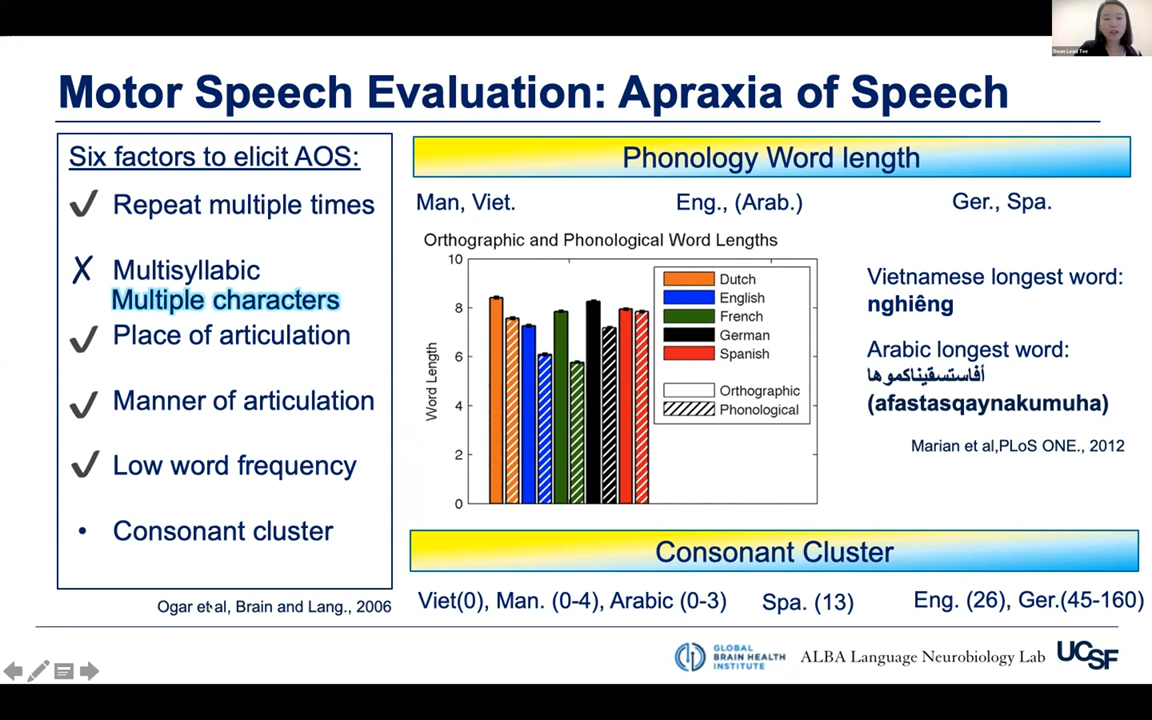 Boon Lead Tee
Motor Speech Evaluation: Apraxia of Speech
Six factors to elicit AOS:
Repeat multiple times
Multisyllabic
Multiple characters
Place of articulation
Manner of articulation
Low word frequency
• Consonant cluster
Ogar et al, Brain and Lang., 2006
Phonology Word length
Man, Viet.
Eng., (Arab.)
Ger., Spa.
Orthographic and Phonological Word Lengths
Word Length
10
8
6
4
2
0
Dutch
English
French
German
Spanish
Orthographic
Phonological
Vietnamese longest word:
nghiêng
Arabic longest word:
أفاستسقيناكموها
(afastasqaynakumuha)
Marian et al,PLoS ONE., 2012
Consonant Cluster
Viet(0), Man. (0-4), Arabic (0-3)
Spa. (13)
Eng. (26), Ger.(45-160)
GLOBAL
BRAIN HEALTH
INSTITUTE
ALBA Language Neurobiology Lab
UCSF